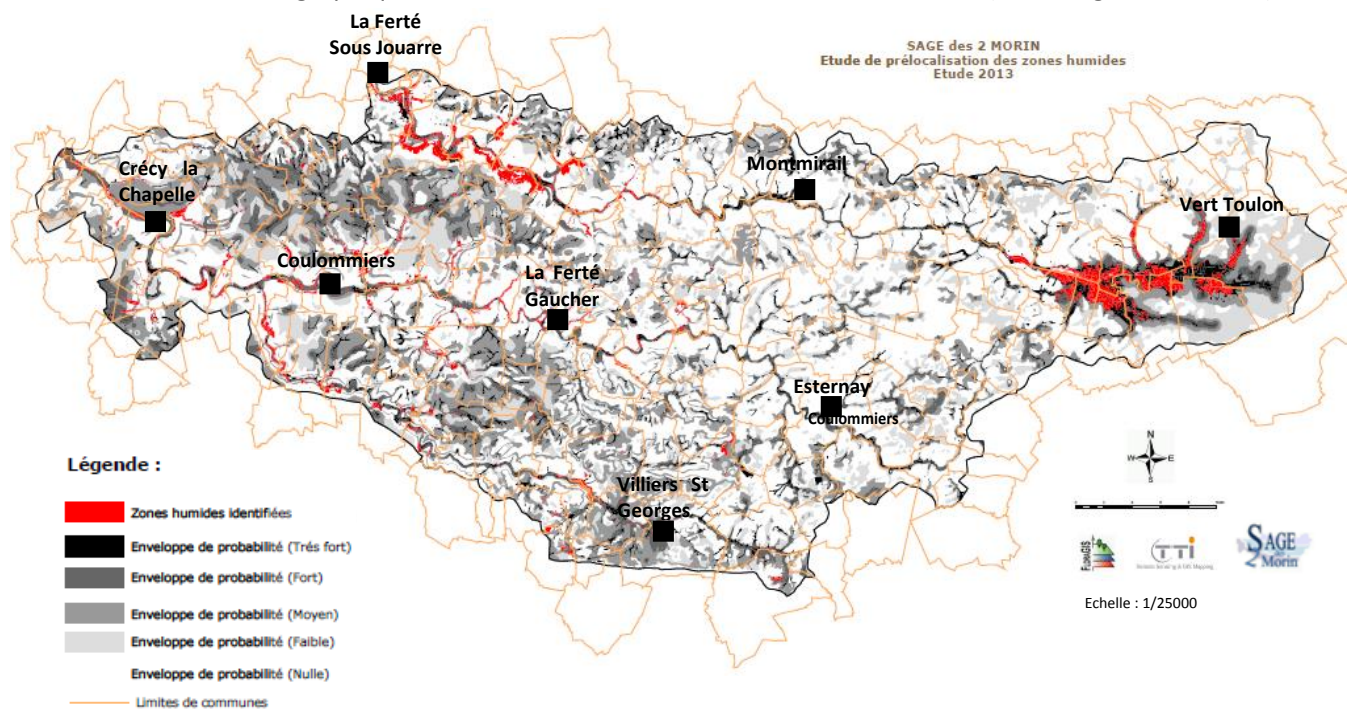 La Ferté
Sous Jouarre
SAGE des 2 MORIN
Etude de prélocalisation des zones humides
Etude 2013
Crécy la
Chapelle
Montmirail
Vert Toulon
Coulommiers
La Ferté
Gaucher
Esternay
Coulommiers
Villiers St
Georges
Légende :
Zones humides identifiées
Enveloppe de probabilité (Trés fort)
Enveloppe de probabilité (Fort)
Enveloppe de probabilité (Moyen)
Enveloppe de probabilité (Faible)
Enveloppe de probabilité (Nulle)
Limites de communes
N
W E
S
TTI
SAGE
Morin
Echelle : 1/25000